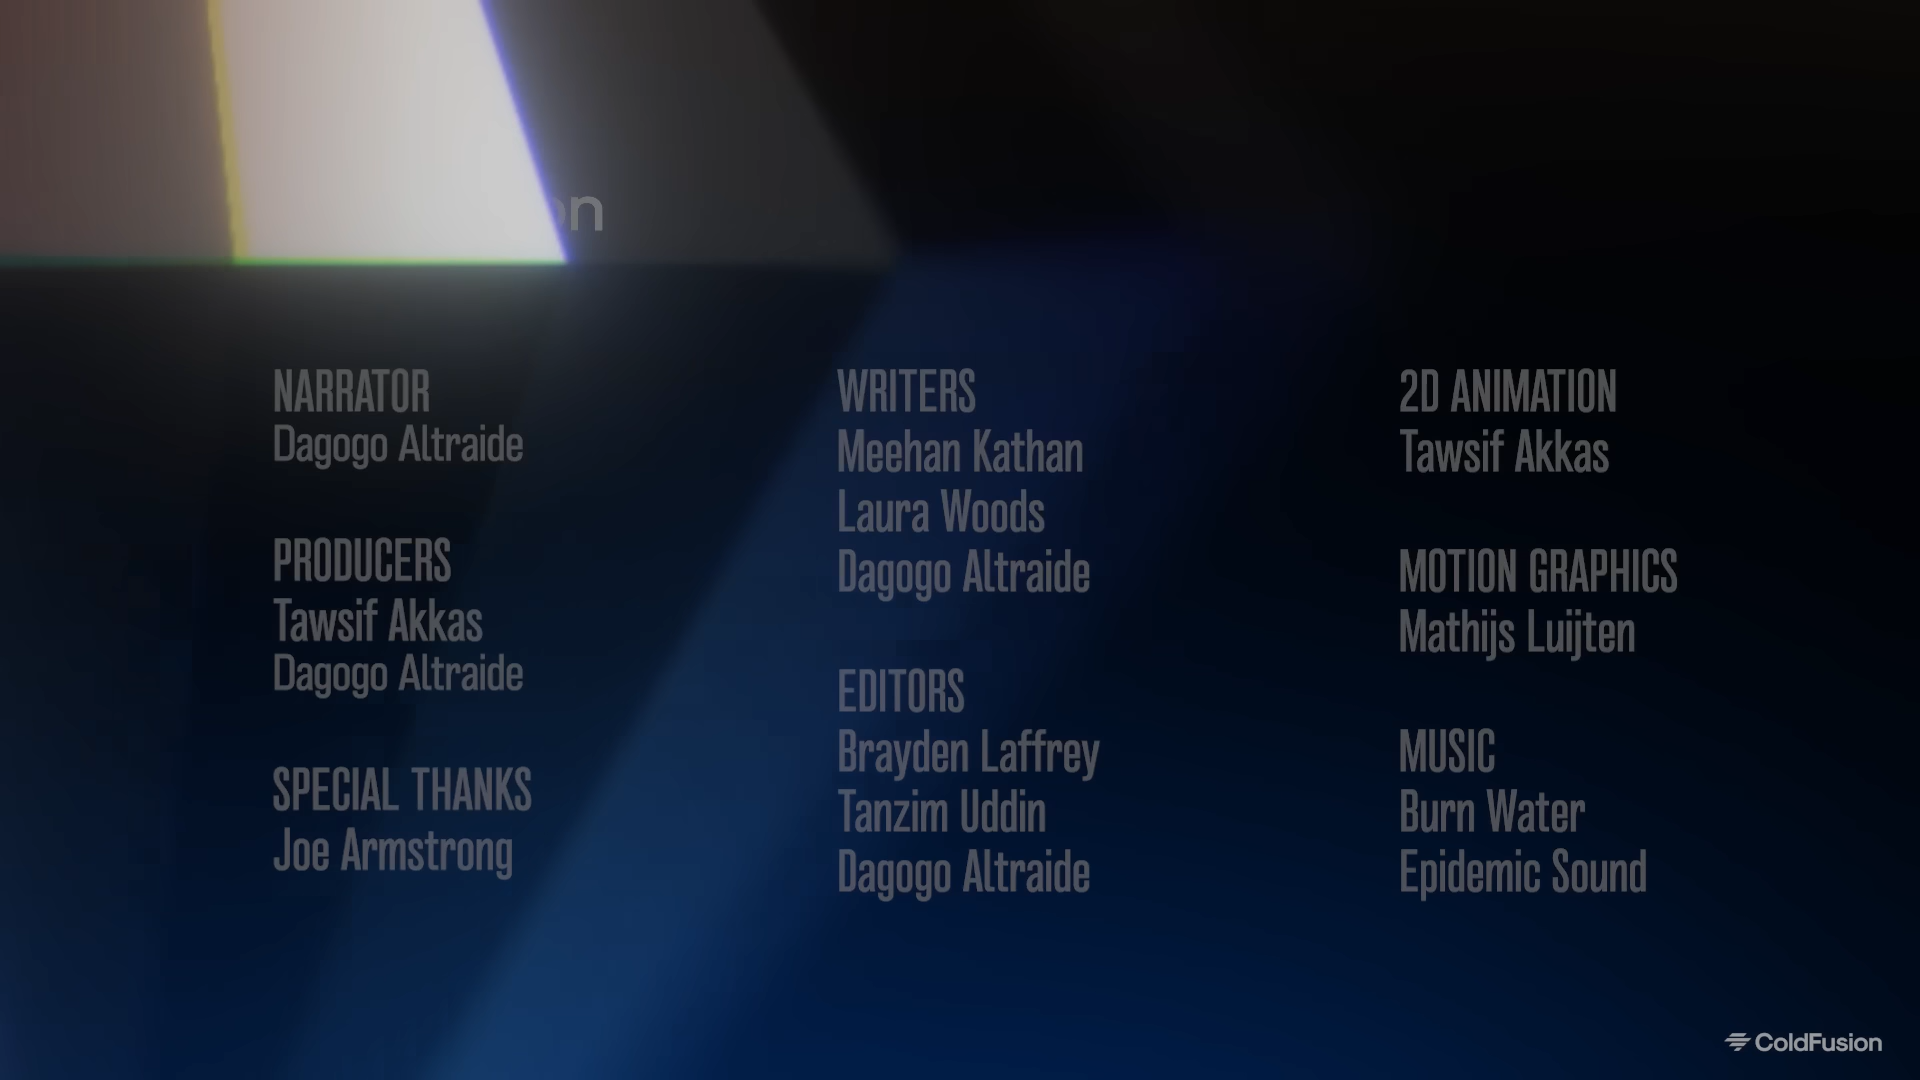 NARRATOR
Dagogo Altraide
PRODUCERS
Tawsif Akkas
Dagogo Altraide
SPECIAL THANKS
Joe Armstrong
WRITERS
Meehan Kathan
Laura Woods
Dagogo Altraide
EDITORS
Brayden Laffrey
Tanzim Uddin
Dagogo Altraide
2D ANIMATION
Tawsif Akkas
MOTION GRAPHICS
Mathijs Luijten
MUSIC
Burn Water
Epidemic Sound
ColdFusion